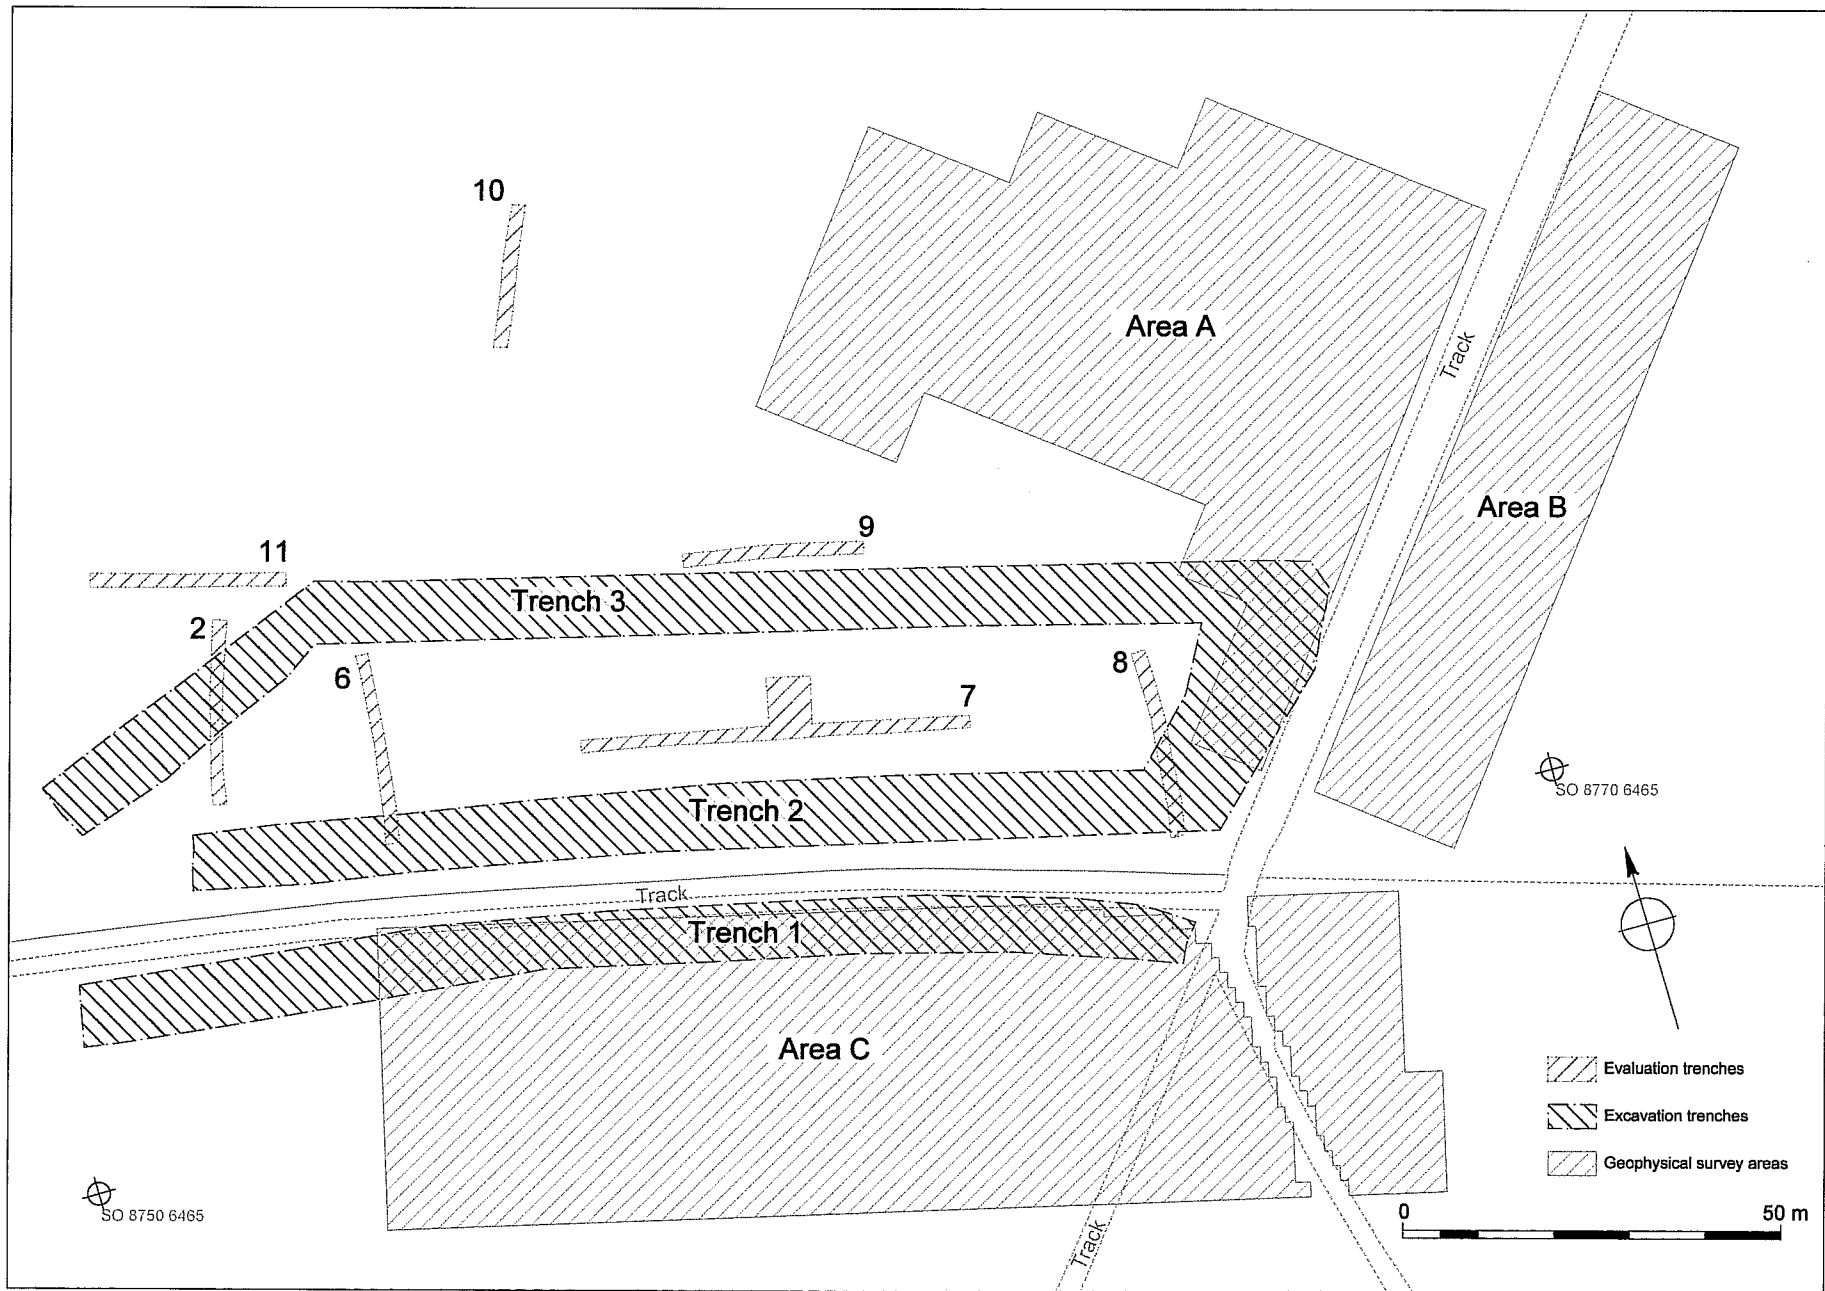 10
Area A
Track
Area B
9
11
Trench 3
2
6
8
7
SO 8770 6465
Trench 2
Track
Trench 1
Area C
Evaluation trenches
Excavation trenches
Geophysical survey areas
SO 8750 6465
0 50 m
Track